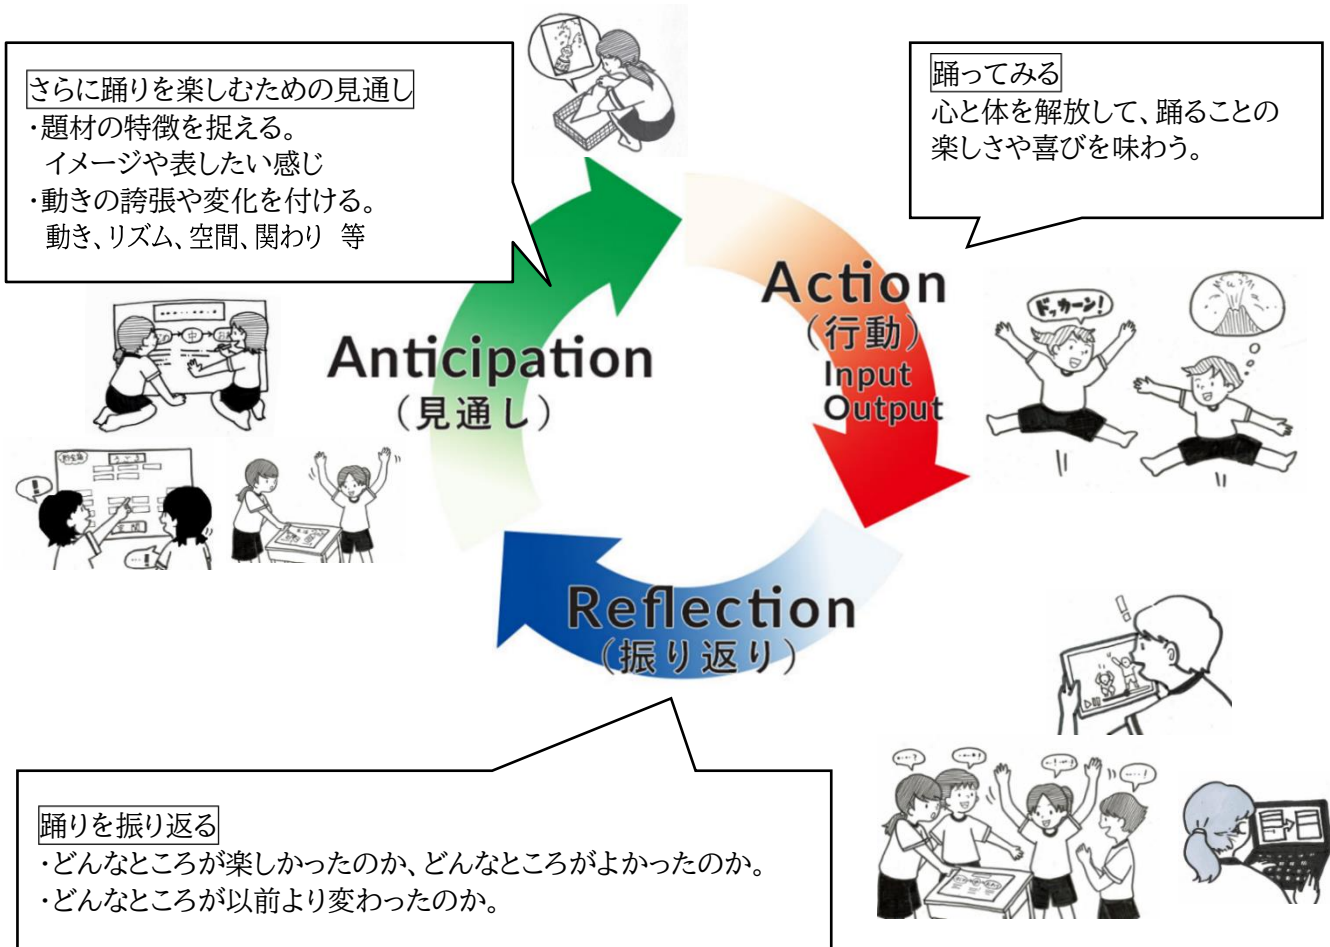 さらに踊りを楽しむための見通し
・題材の特徴を捉える。
イメージや表したい感じ
・動きの誇張や変化を付ける。
動き、リズム、空間、関わり 等
踊ってみる
心と体を解放して、踊ることの
楽しさや喜びを味わう。
Action
(行動)
Input
Output
ドッカーン!
Anticipation
(見通し)
中
Reflection
(振り返り)
踊りを振り返る
・どんなところが楽しかったのか、どんなところがよかったのか。
・どんなところが以前より変わったのか。